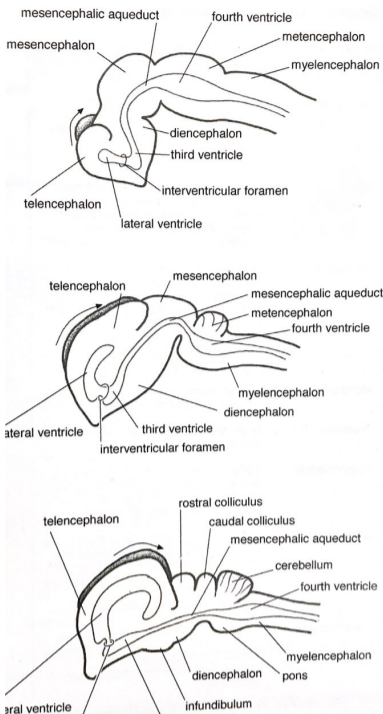 mesencephalic aqueduct
fourth ventricle
mesencephalon
metencephalon
myelencephalon
diencephalon
third ventricle
interventricular foramen
telencephalon
lateral ventricle
mesencephalon
telencephalon
mesencephalic aqueduct
metencephalon
fourth ventricle
myelencephalon
diencephalon
ateral ventricle
third ventricle
interventricular foramen
rostral colliculus
telencephalon
caudal colliculus
mesencephalic aqueduct
cerebellum
fourth ventricle
myelencephalon
diencephalon
pons
eral ventricle
infundibulum